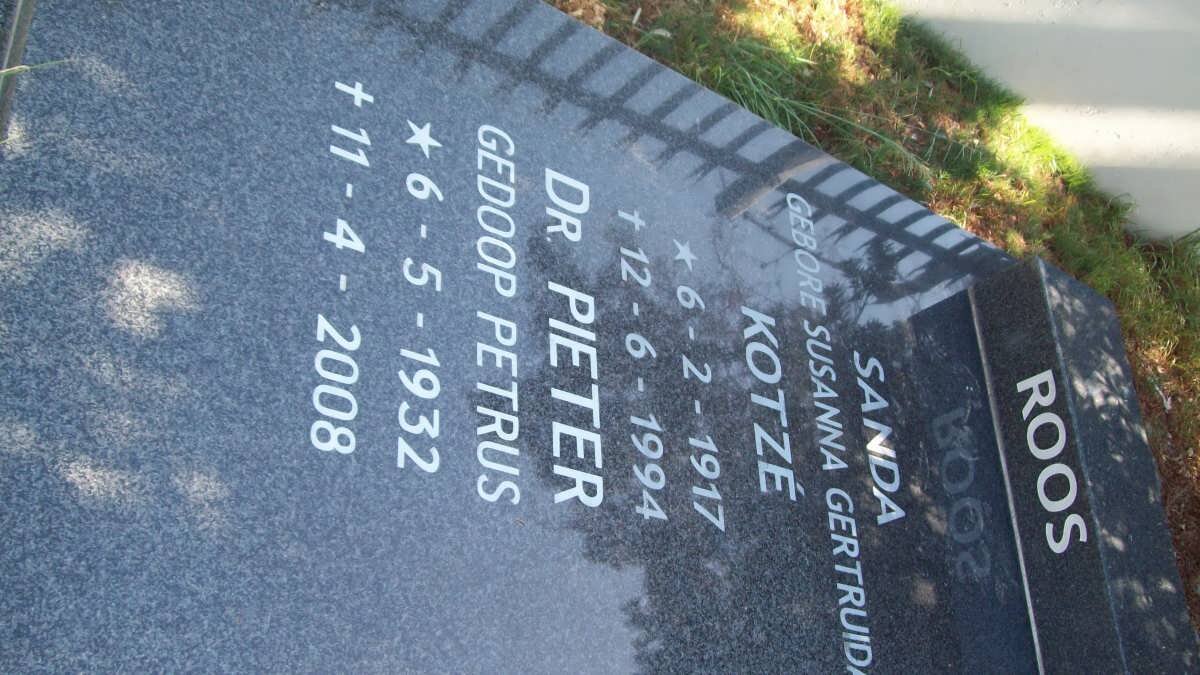 ROOS
SANDA
GEBORE SUSANNA GERTRUIDA
KOTZÉ
★ 6 - 2 - 1917
✝ 12 - 6 - 1994
DR. PIETER
GEDOOP PETRUS
★ 6 - 5 - 1932
✝ 11 - 4 - 2008